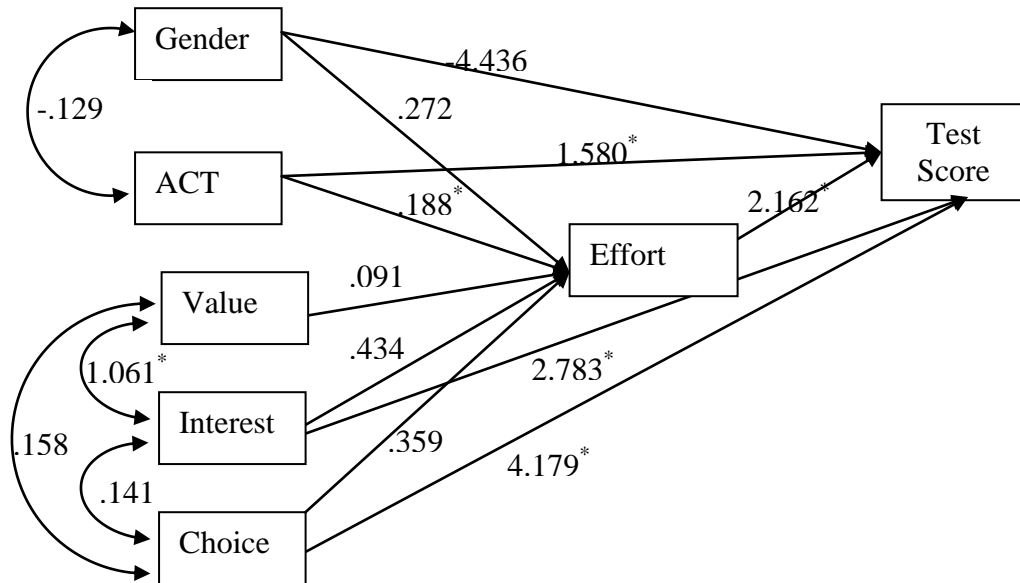 Gender
-4.436
-.129
.272
Test
Score
1.580*
ACT
.188*
2.162*
Effort
Value
.091
.434
1.061*
2.783*
Interest
.158
.359
4.179*
.141
Choice